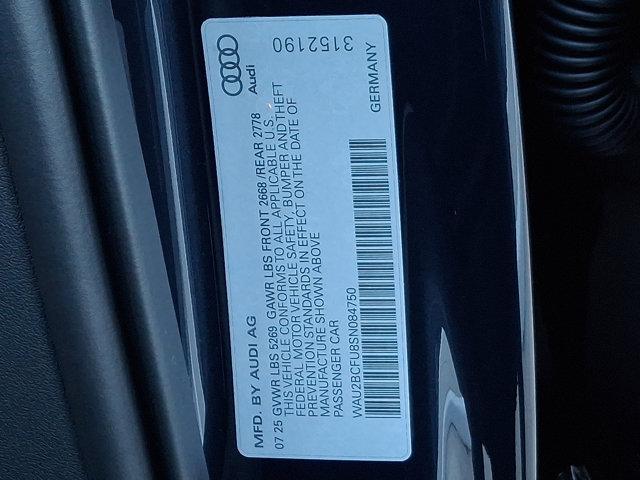 MFD. BY AUDI AG
Audi
07 25 GVWR LBS 5269 GAWR LBS FRONT 2668/REAR 2778
THIS VEHICLE CONFORMS TO ALL APPLICABLE U.S.
FEDERAL MOTOR VEHICLE SAFETY, BUMPER AND THEFT
PREVENTION STANDARDS IN EFFECT ON THE DATE OF
MANUFACTURE SHOWN ABOVE
PASSENGER CAR
WAU2BCFU8SN084750
GERMANY
3152190